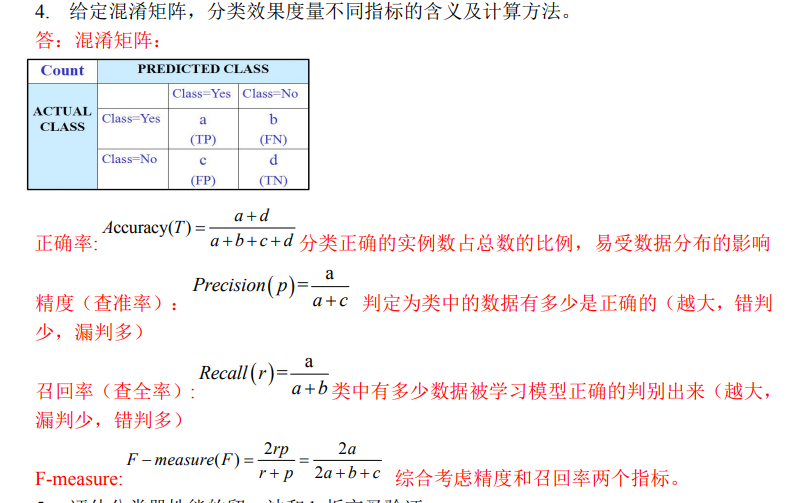 4. 给定混淆矩阵，分类效果度量不同指标的含义及计算方法。
答：混淆矩阵：
Count PREDICTED CLASS
Class=Yes Class=No
ACTUAL CLASS
Class=Yes a (TP) b (FN)
Class=No c (FP) d (TN)
正确率: Accuracy(T) = (a+d)/(a+b+c+d) 分类正确的实例数占总数的比例，易受数据分布的影响
精度（查准率）： Precision(p)= a/(a+c) 判定为类中的数据有多少是正确的（越大，错判
少，漏判多）
召回率（查全率）: Recall(r)= a/(a+b) 类中有多少数据被学习模型正确的判别出来（越大，
漏判少，错判多）
F-measure: F − measure(F) = 2rp/(r+p) = 2a/(2a+b+c) 综合考虑精度和召回率两个指标。